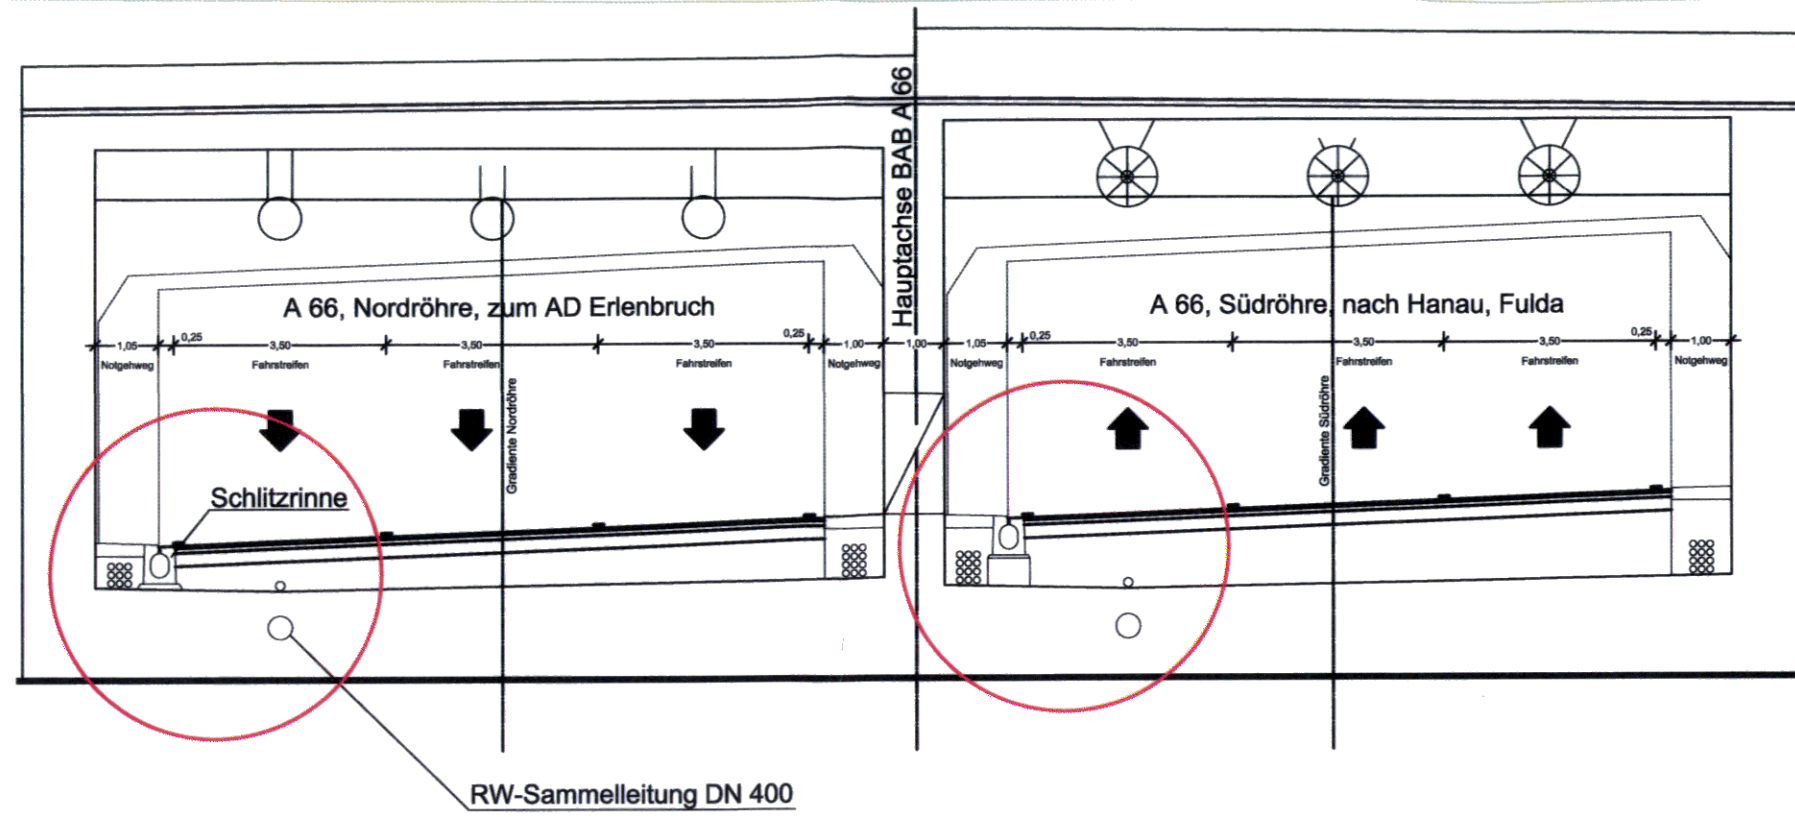 Hauptachse BAB A 66
A 66, Nordröhre, zum AD Erlenbruch
1,05
0,25
3,50
3,50
3,50
0,25
1,00
Notgehweg
Fahrstreifen
Fahrstreifen
Fahrstreifen
Notgehweg
Gradiente Nordröhre
Schlitzrinne
RW-Sammelleitung DN 400
1,00
A 66, Südröhre, nach Hanau, Fulda
1,05
0,25
3,50
3,50
3,50
0,25
1,00
Notgehweg
Fahrstreifen
Fahrstreifen
Fahrstreifen
Notgehweg
Gradiente Südröhre